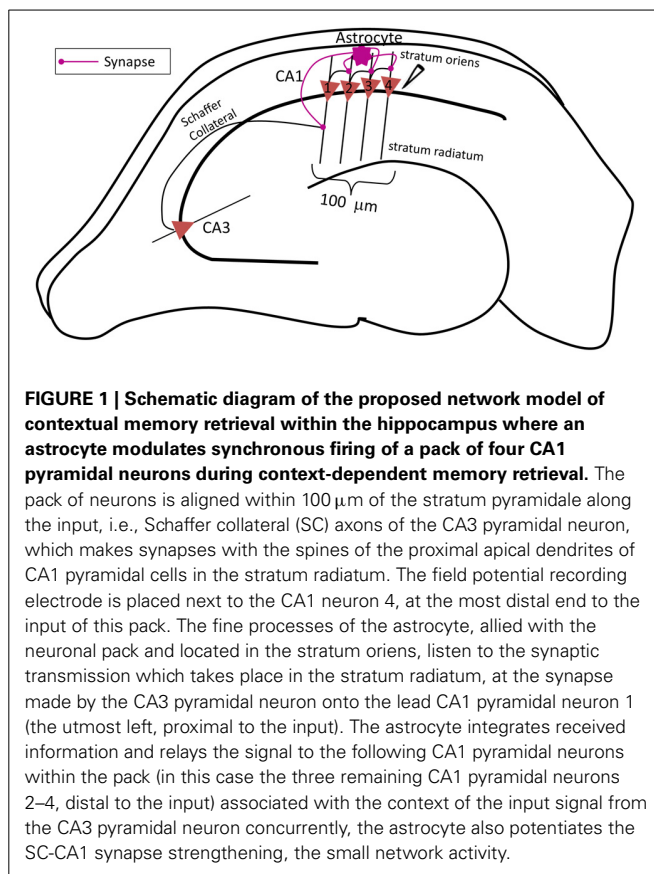 Astrocyte
Synapse
stratum oriens
CA1
1 2 3 4
Schaffer
Collateral
stratum radiatum
100 μm
CA3
FIGURE 1 | Schematic diagram of the proposed network model of
contextual memory retrieval within the hippocampus where an
astrocyte modulates synchronous firing of a pack of four CA1
pyramidal neurons during context-dependent memory retrieval. The
pack of neurons is aligned within 100 μm of the stratum pyramidale along
the input, i.e., Schaffer collateral (SC) axons of the CA3 pyramidal neuron,
which makes synapses with the spines of the proximal apical dendrites of
CA1 pyramidal cells in the stratum radiatum. The field potential recording
electrode is placed next to the CA1 neuron 4, at the most distal end to the
input of this pack. The fine processes of the astrocyte, allied with the
neuronal pack and located in the stratum oriens, listen to the synaptic
transmission which takes place in the stratum radiatum, at the synapse
made by the CA3 pyramidal neuron onto the lead CA1 pyramidal neuron 1
(the utmost left, proximal to the input). The astrocyte integrates received
information and relays the signal to the following CA1 pyramidal neurons
within the pack (in this case the three remaining CA1 pyramidal neurons
2–4, distal to the input) associated with the context of the input signal from
the CA3 pyramidal neuron concurrently, the astrocyte also potentiates the
SC-CA1 synapse strengthening, the small network activity.